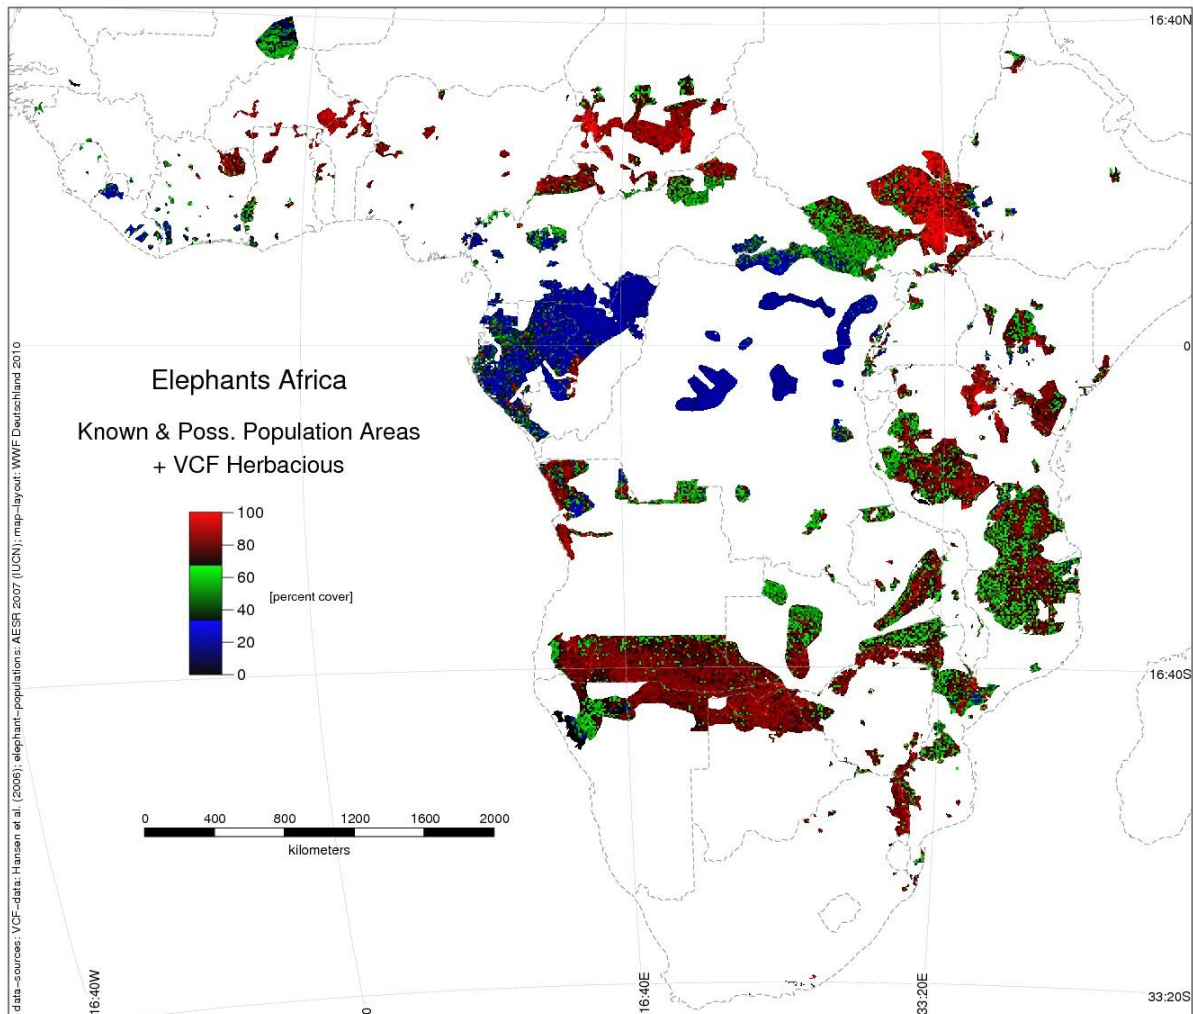 16:40N
0
Elephants Africa
Known & Poss. Population Areas
+ VCF Herbacious
100
80
60
40
20
0
[percent cover]
16:40S
0 400 800 1200 1600 2000
kilometers
data-sources: VCF-data: Hansen et al. (2006); elephant-populations: AESR 2007 (IUCN); map-layout: WWF Deutschland 2010
16:40W
0
16:40E
33:20E
33:20S